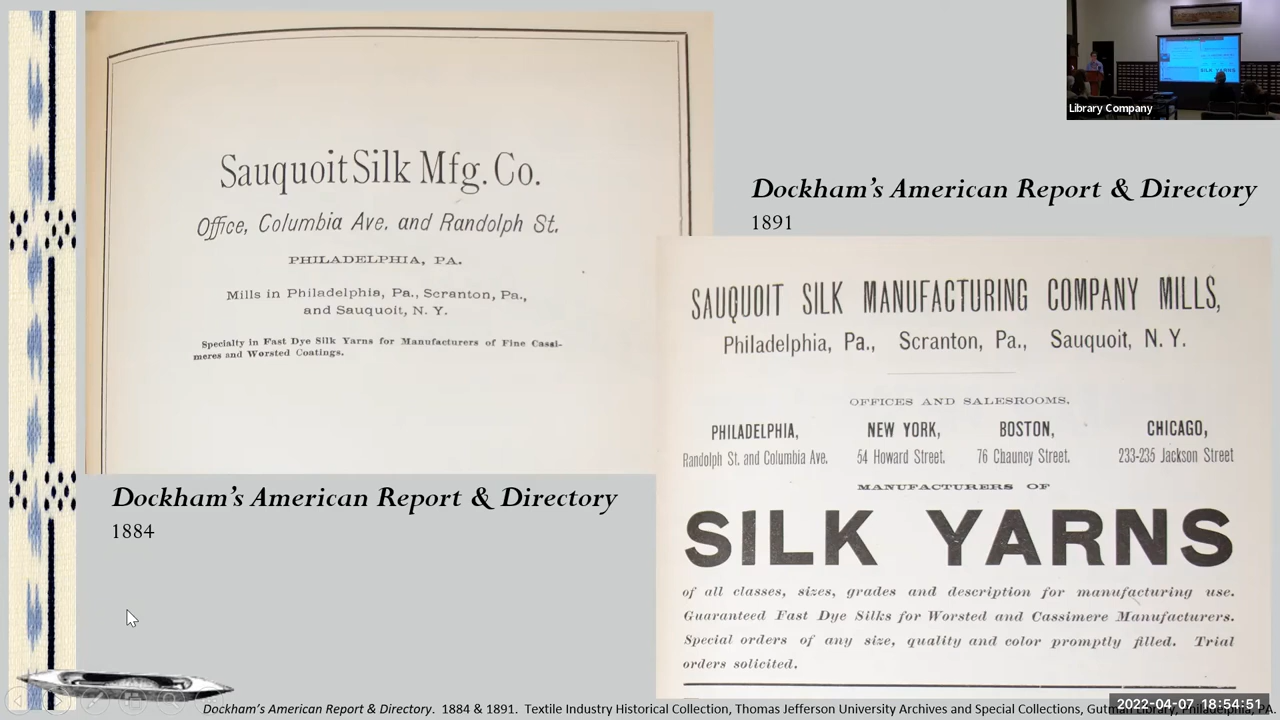 Sauquoit Silk Mfg. Co.
Office, Columbia Ave. and Randolph St.
PHILADELPHIA, PA.
Mills in Philadelphia, Pa., Scranton, Pa.,
and Sauquoit, N. Y.
Specialty in Fast Dye Silk Yarns for Manufacturers of Fine Cassi-
meres and Worsted Coatings.
Dockham's American Report & Directory
1884
Library Company
SILK YARNS
Dockham's American Report & Directory
1891
SAUQUOIT SILK MANUFACTURING COMPANY MILLS,
Philadelphia, Pa., Scranton, Pa., Sauquoit, N. Y.
OFFICES AND SALESROOMS.
PHILADELPHIA, NEW YORK, BOSTON, CHICAGO,
Randolph St. and Columbia Ave. 54 Howard Street. 76 Chauncy Street. 233-235 Jackson Street
MANUFACTURERS OF
SILK YARNS
of all classes, sizes, grades and description for manufacturing use.
Guaranteed Fast Dye Silks for Worsted and Cassimere Manufacturers.
Special orders of any size, quality and color promptly filled. Trial
orders solicited.
Dockham's American Report & Directory. 1884 & 1891. Textile Industry Historical Collection, Thomas Jefferson University Archives and Special Collections, Gutman Library, Philadelphia, PA.
2022-04-07 18:54:51